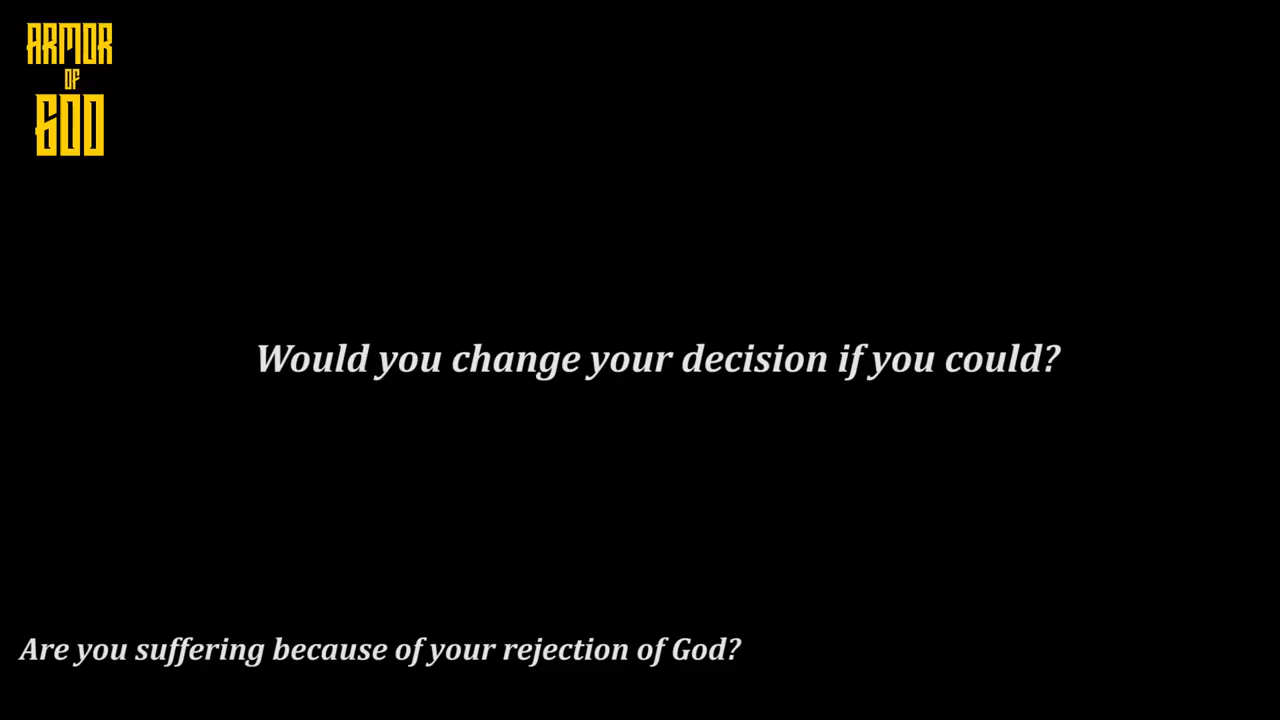 ARMOR
OF
GOD
Would you change your decision if you could?
Are you suffering because of your rejection of God?